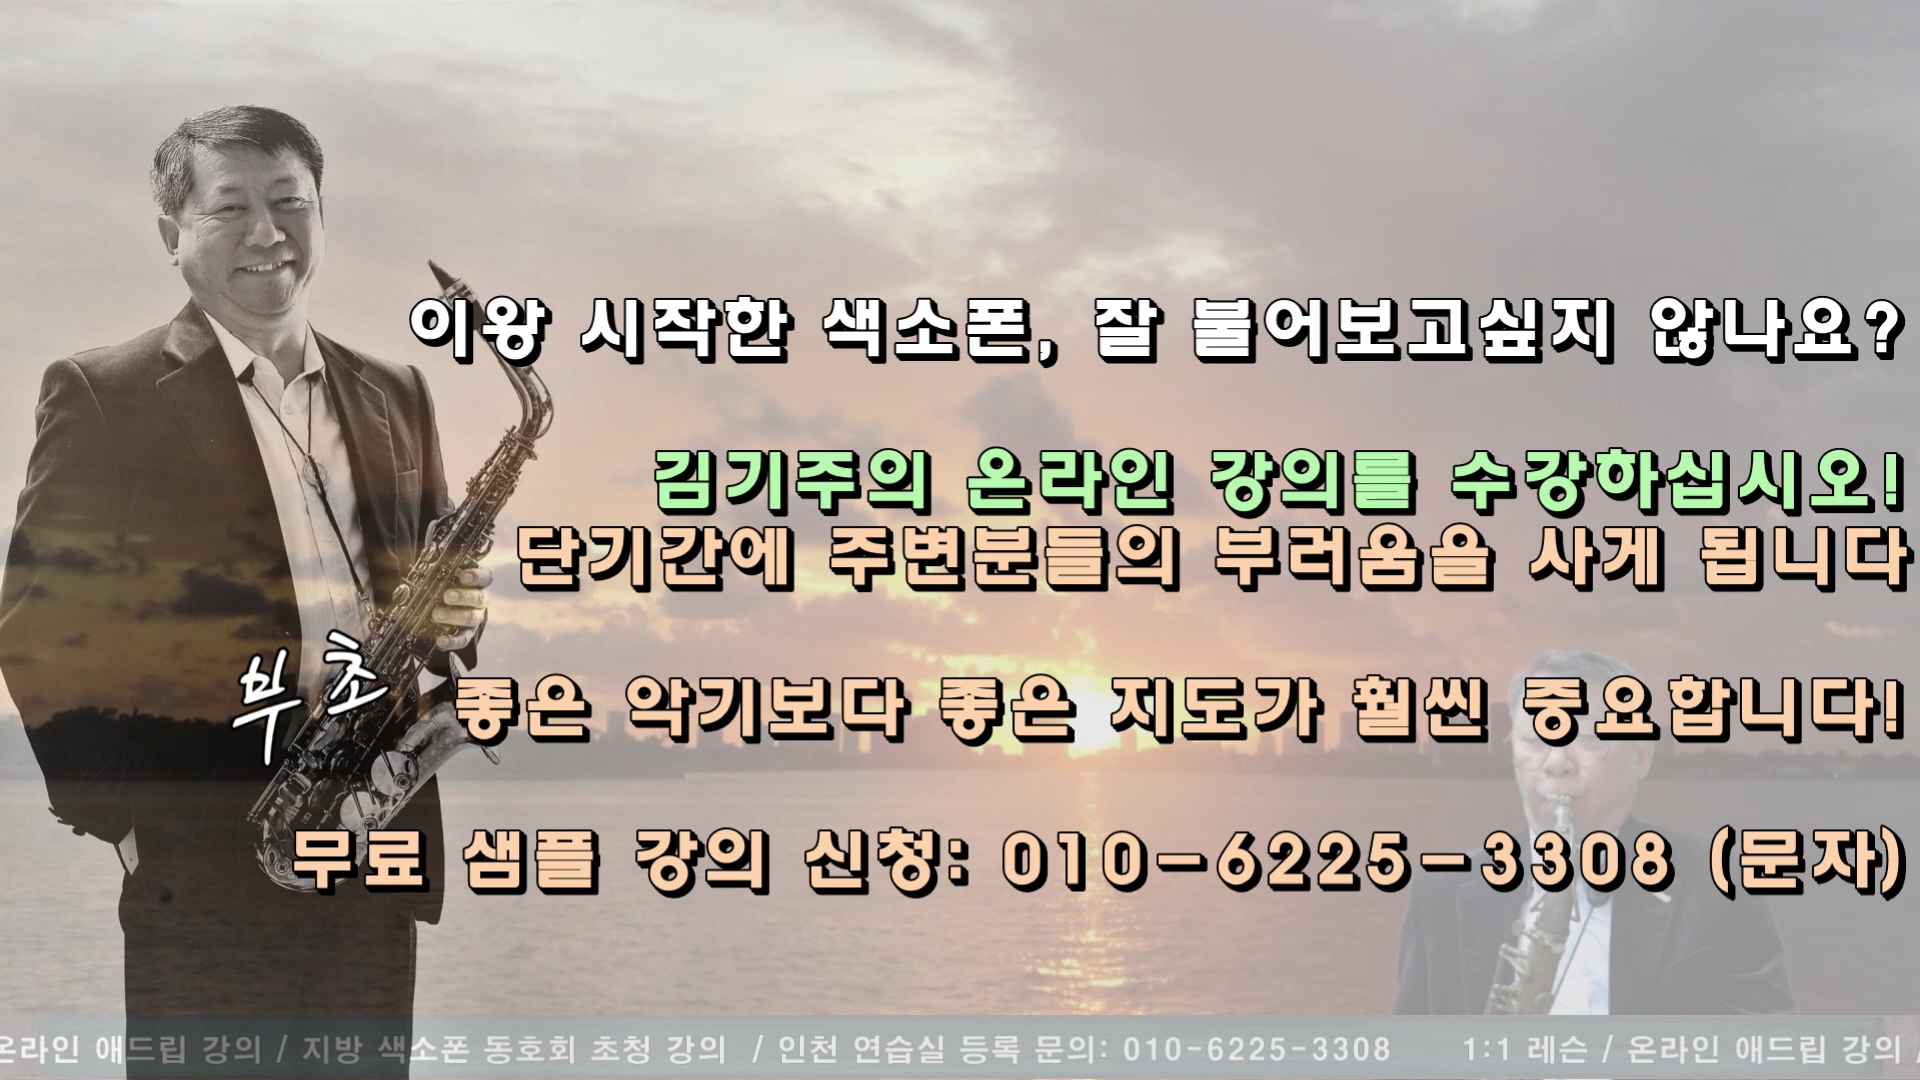 이왕 시작한 색소폰, 잘 불어보고싶지 않나요?
김기주의 온라인 강의를 수강하십시오!
단기간에 주변분들의 부러움을 사게 됩니다
부초
좋은 악기보다 좋은 지도가 훨씬 중요합니다!
무료 샘플 강의 신청: 010-6225-3308 (문자)
온라인 애드립 강의 / 지방 색소폰 동호회 초청 강의 / 인천 연습실 등록 문의: 010-6225-3308 1:1 레슨 / 온라인 애드립 강의 /